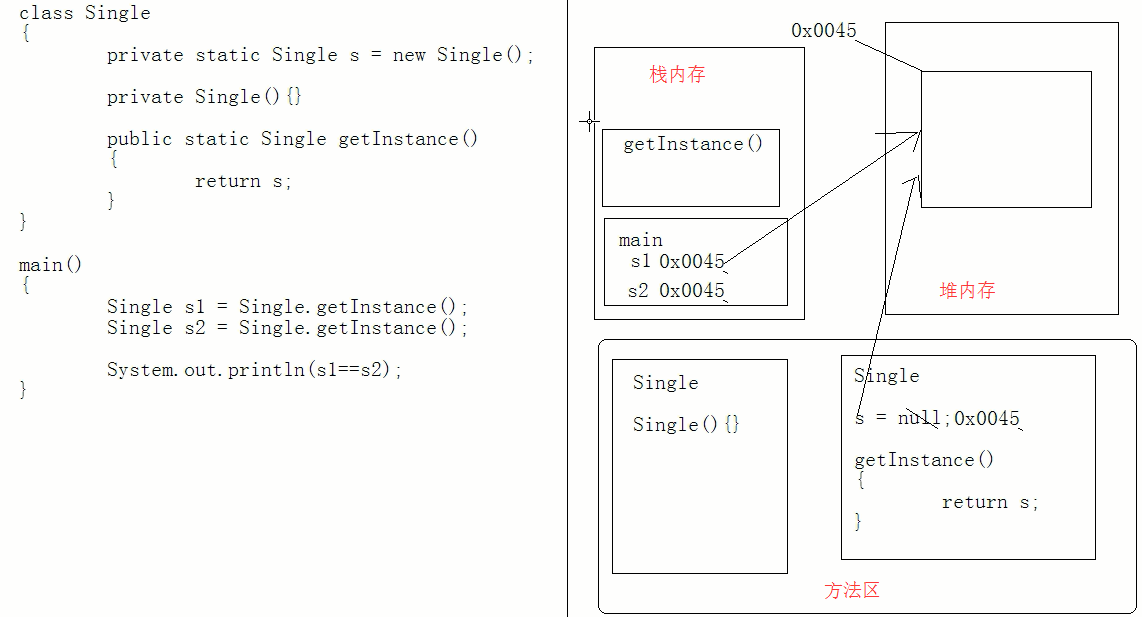 class Single
{
private static Single s = new Single();
private Single(){}
public static Single getInstance()
{
return s;
}
}
main()
{
Single s1 = Single.getInstance();
Single s2 = Single.getInstance();
System.out.println(s1==s2);
}
0x0045
栈内存
getInstance()
main
s1 0x0045
s2 0x0045
堆内存
Single
Single(){}
Single
s = null;0x0045
getInstance()
{
return s;
}
方法区